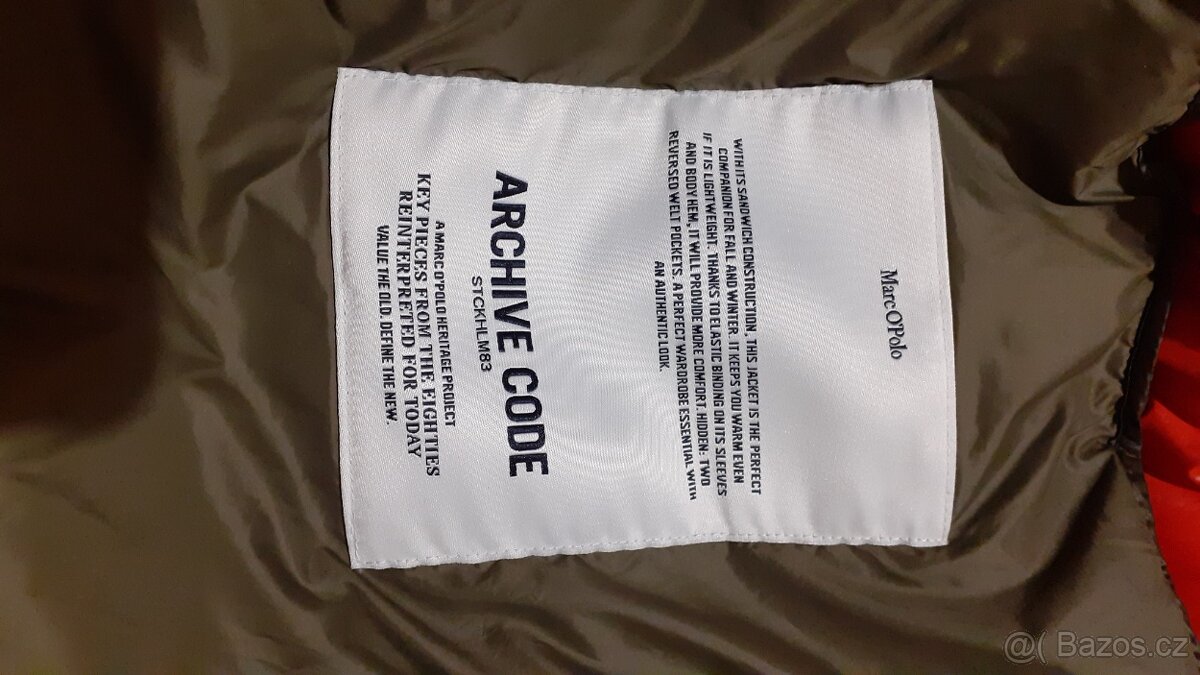 Marc O'Polo
WITH ITS SANDWICH CONSTRUCTION, THIS JACKET IS THE PERFECT
COMPANION FOR FALL AND WINTER. IT KEEPS YOU WARM EVEN
IF IT IS LIGHTWEIGHT. THANKS TO ELASTIC BINDING ON ITS SLEEVES
AND BODY HEM, IT WILL PROVIDE MORE COMFORT. HIDDEN: TWO
REVERSED WELT POCKETS. A PERFECT WARDROBE ESSENTIAL WITH
AN AUTHENTIC LOOK.
ARCHIVE CODE
STCKHLM83
A MARC O'POLO HERITAGE PROJECT
KEY PIECES FROM THE EIGHTIES
REINTERPRETED FOR TODAY
VALUE THE OLD. DEFINE THE NEW.
@( Bazos.cz